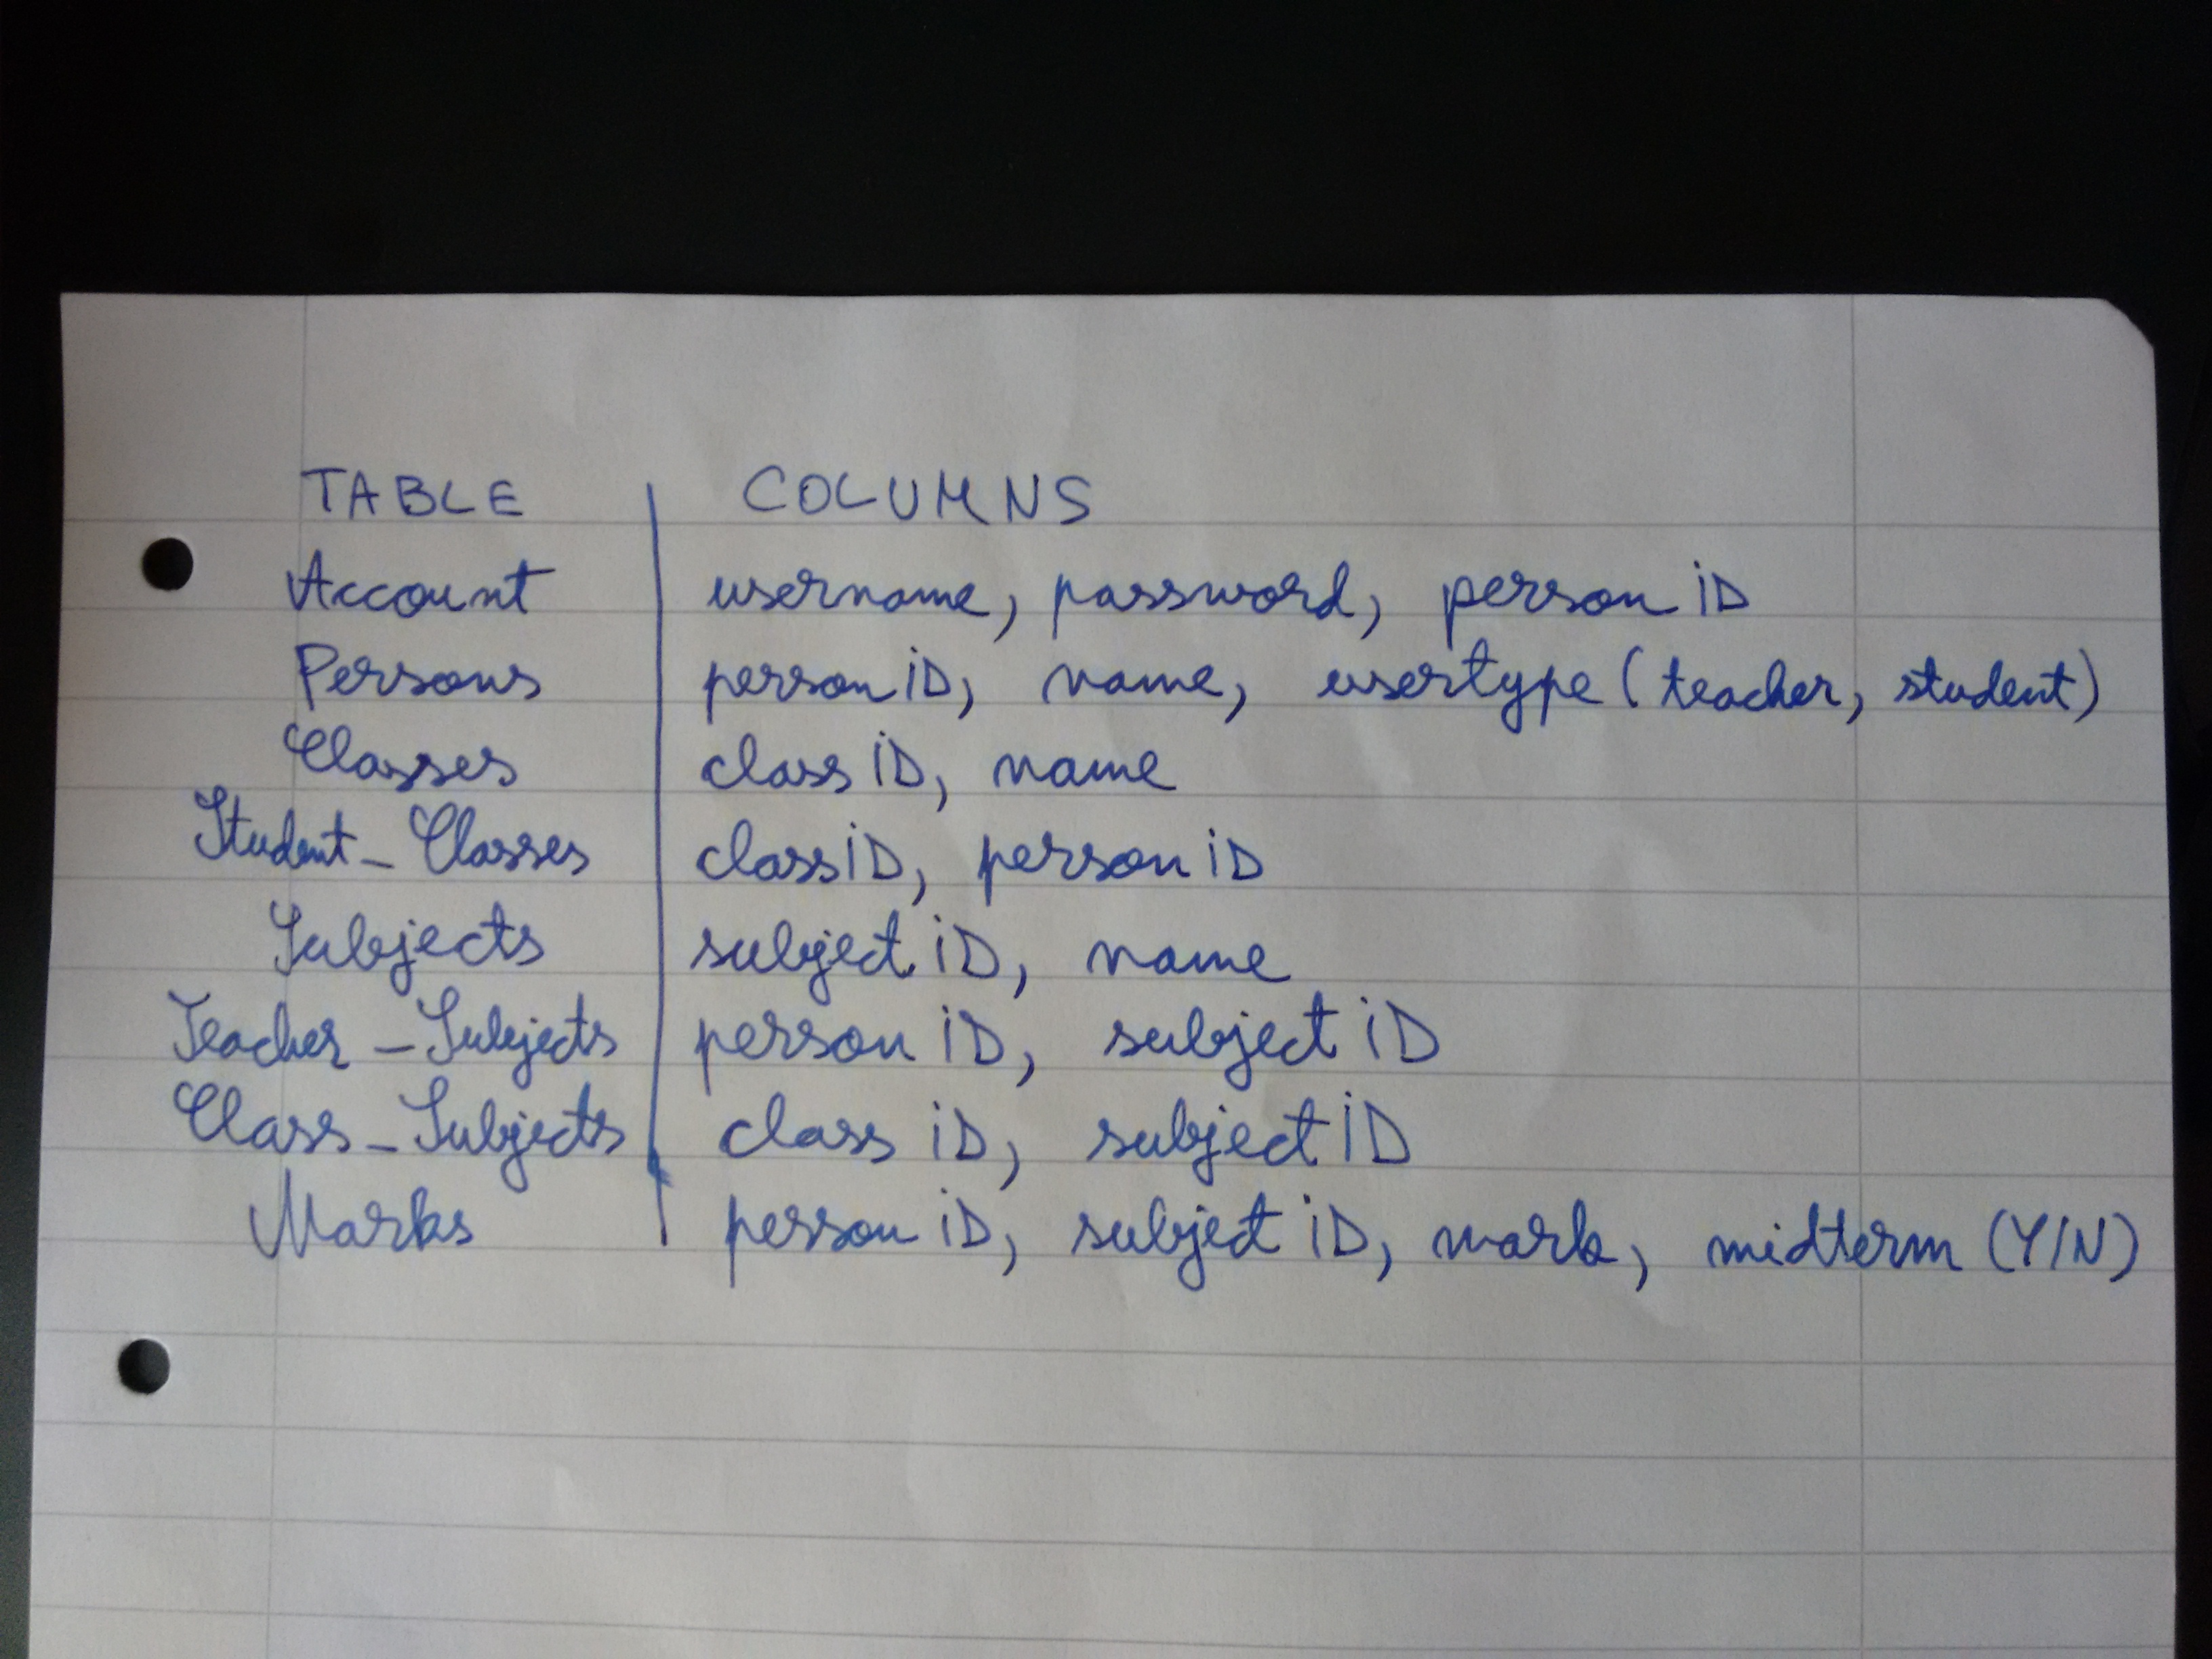 TABLE COLUMNS
Account username, password, person iD
Persons person iD, name, usertype (teacher, student)
Classes class iD, name
Student_Classes class iD, person iD
Subjects subject iD, name
Teacher_Subjects person iD, subject iD
Class_Subjects class iD, subject iD
Marks person iD, subject iD, mark, midterm (Y/N)